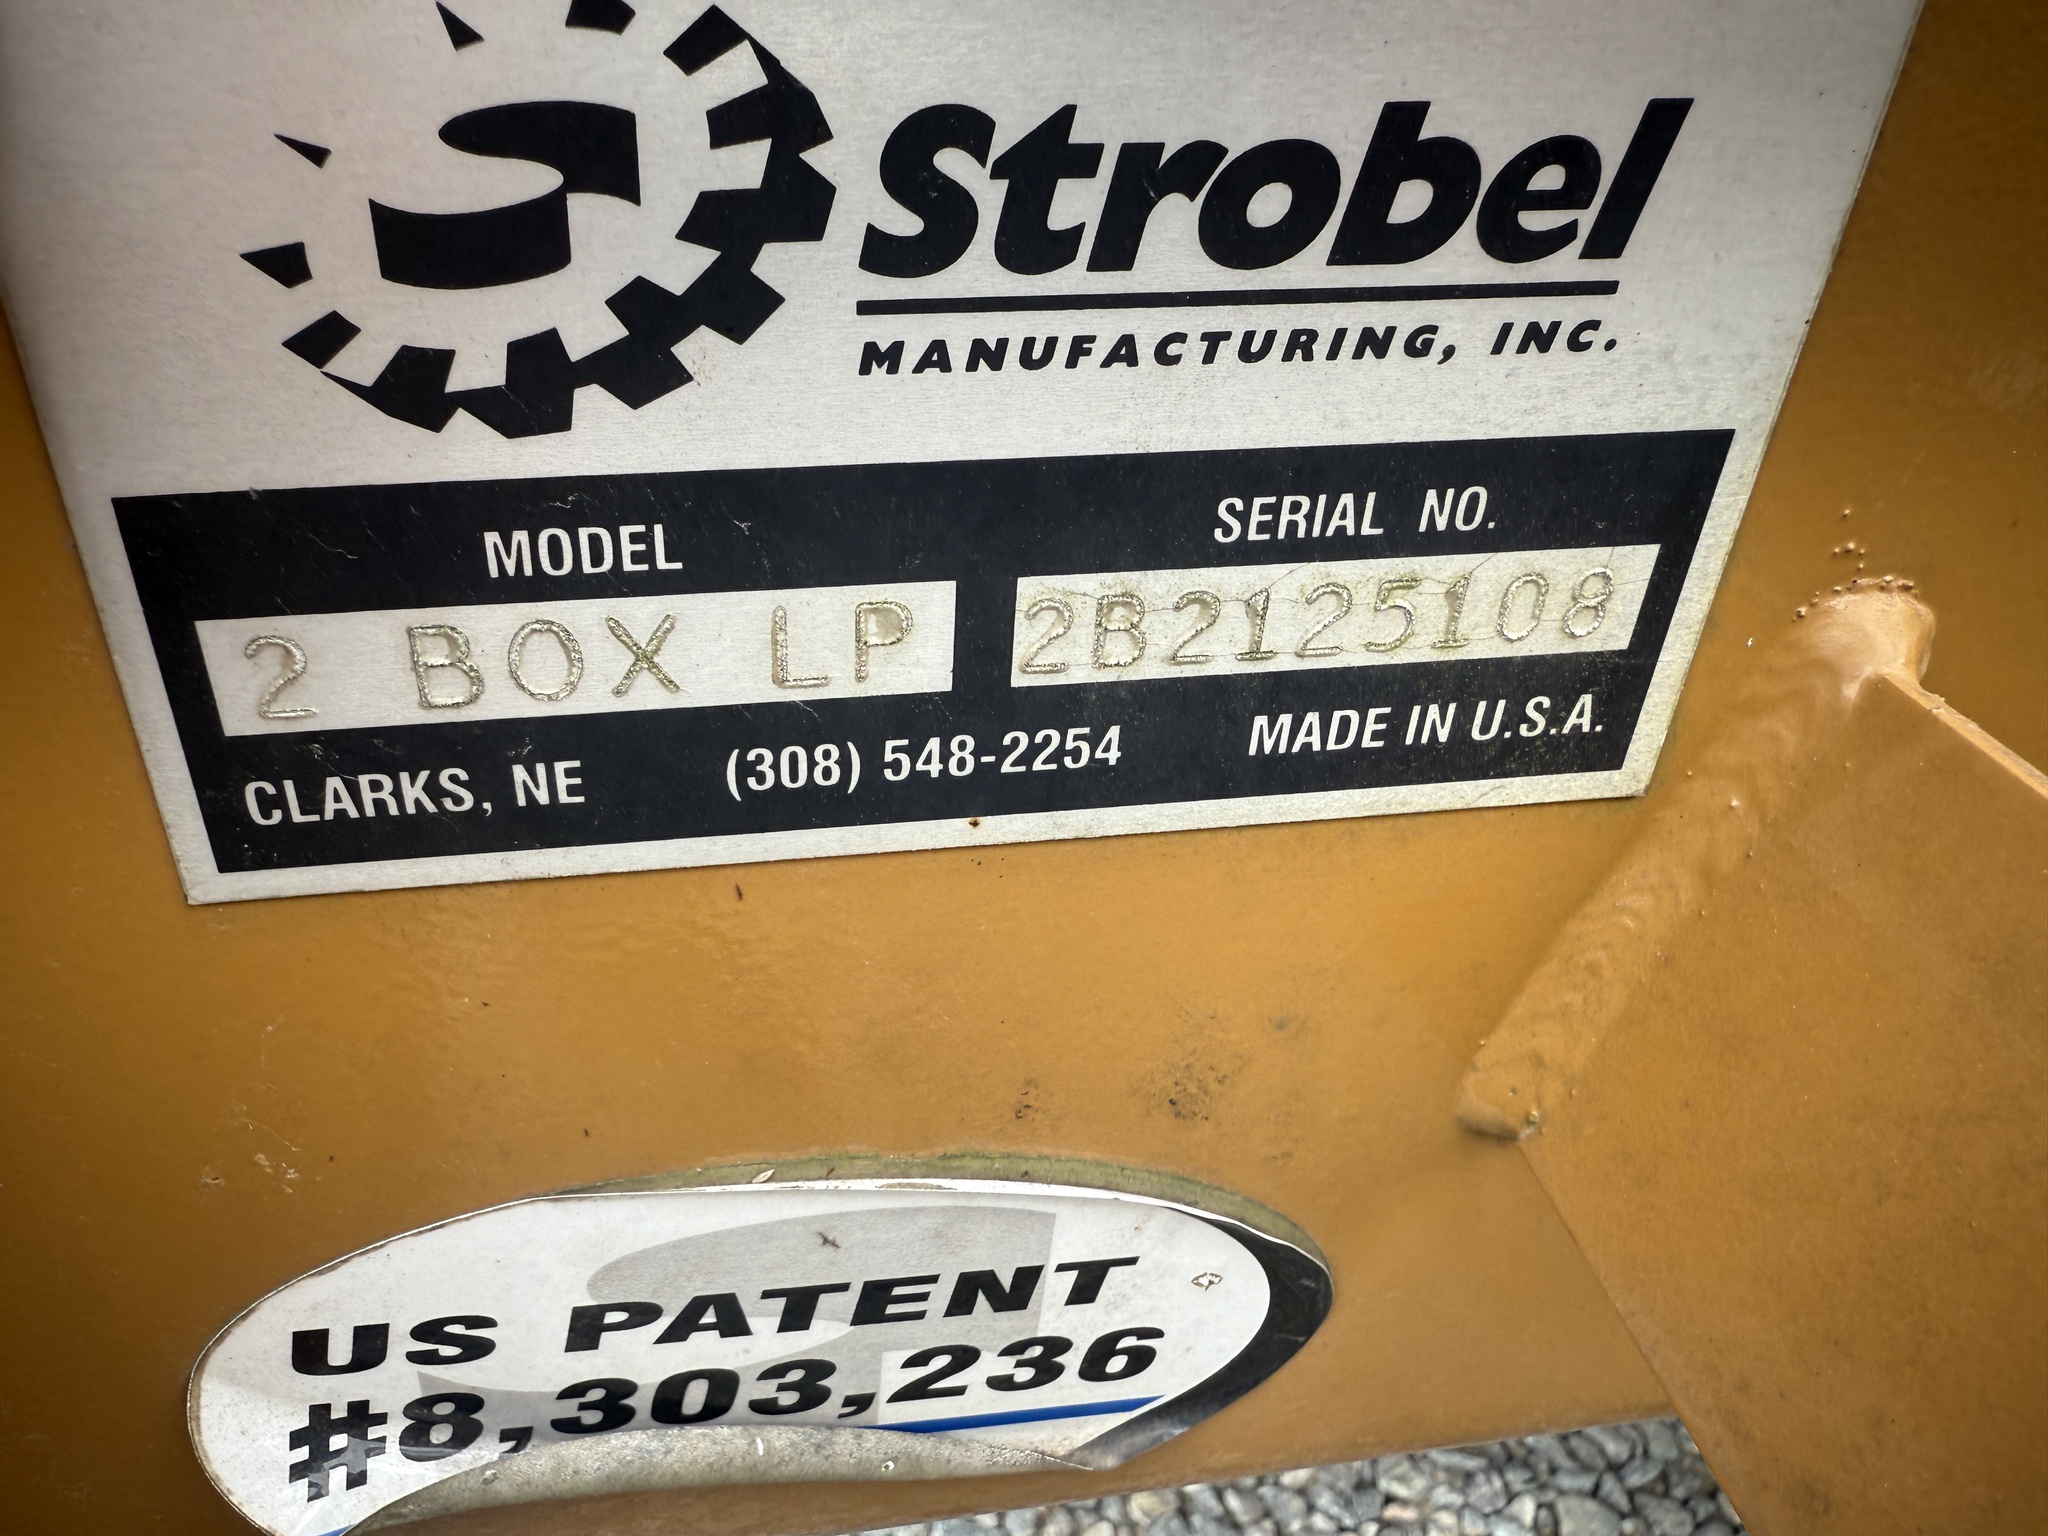 Strobel
MANUFACTURING, INC.
MODEL
SERIAL NO.
2 BOX LP
2B2125108
CLARKS, NE
(308) 548-2254
MADE IN U.S.A.
US PATENT
#8,303,236